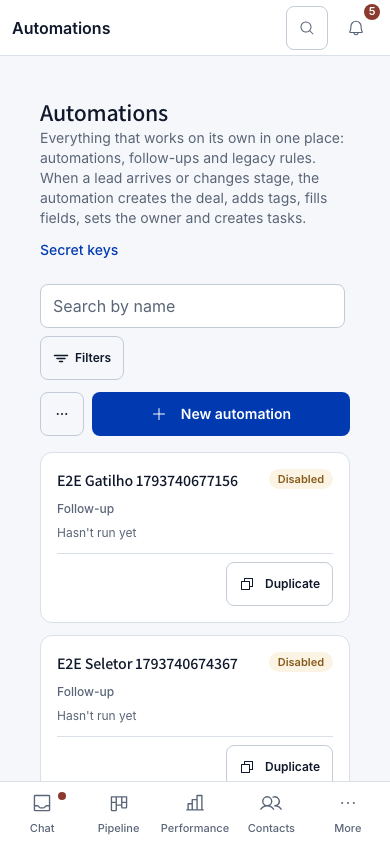 Automations
5
Automations
Everything that works on its own in one place:
automations, follow-ups and legacy rules.
When a lead arrives or changes stage, the
automation creates the deal, adds tags, fills
fields, sets the owner and creates tasks.
Secret keys
Search by name
Filters
New automation
E2E Gatilho 1793740677156
Disabled
Follow-up
Hasn't run yet
Duplicate
E2E Seletor 1793740674367
Disabled
Follow-up
Hasn't run yet
Duplicate
Chat
Pipeline
Performance
Contacts
More